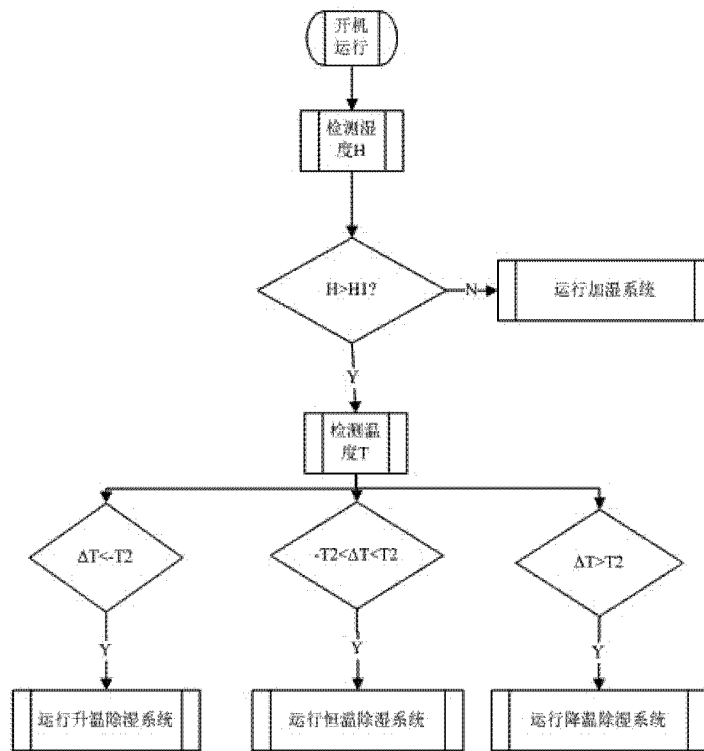 开机
运行
检测湿
度H
H>H1?
N
运行加湿系统
Y
检测温
度T
ΔT<-T2
-T2<ΔT<T2
ΔT>T2
Y
Y
Y
运行升温除湿系统
运行恒温除湿系统
运行降温除湿系统